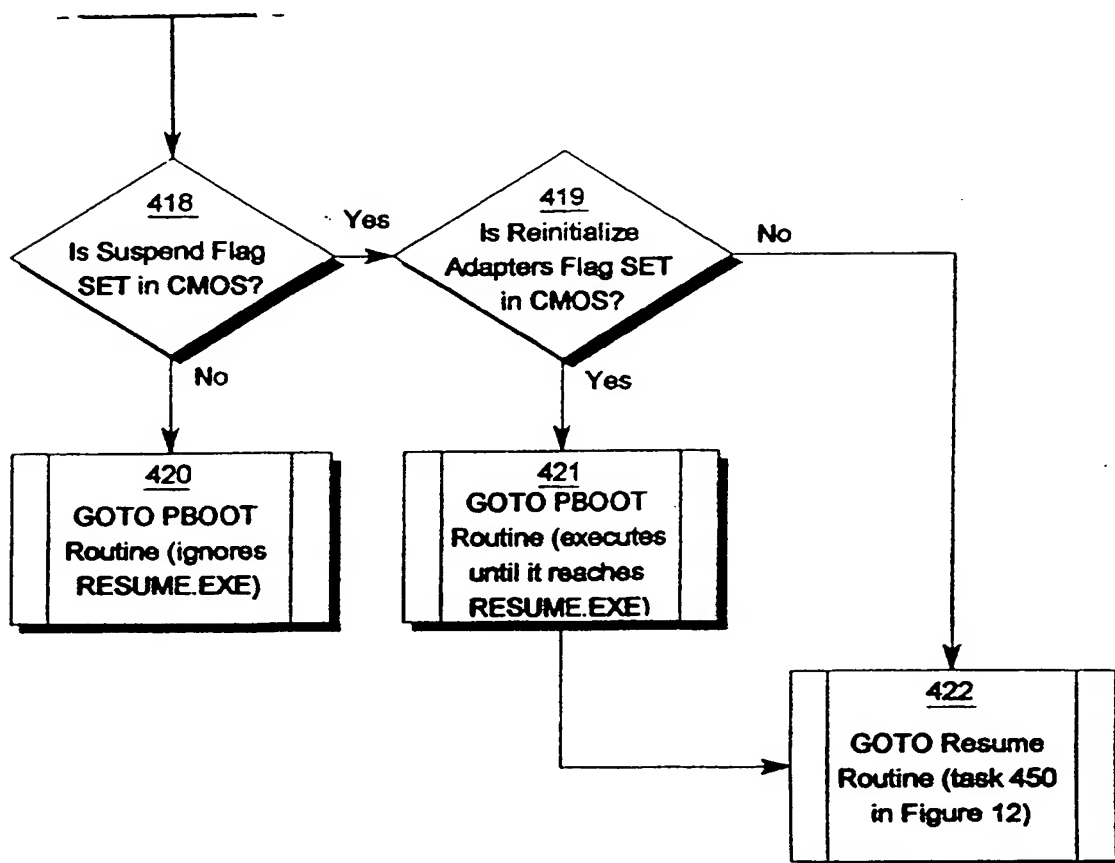 418
Is Suspend Flag
SET in CMOS?
Yes
No
419
Is Reinitialize
Adapters Flag SET
in CMOS?
No
Yes
420
GOTO PBOOT
Routine (ignores
RESUME.EXE)
421
GOTO PBOOT
Routine (executes
until it reaches
RESUME.EXE)
422
GOTO Resume
Routine (task 450
in Figure 12)